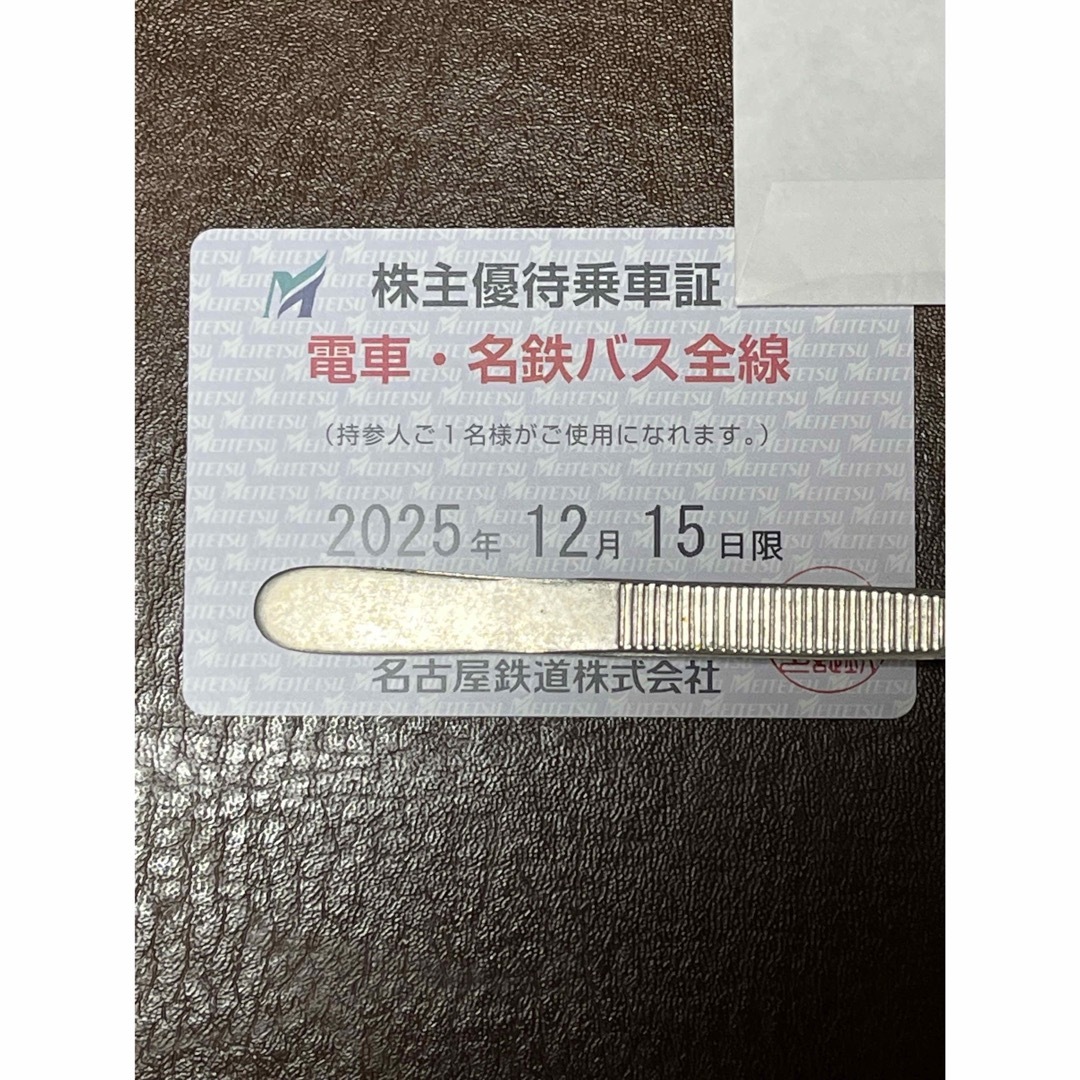 株主優待乗車証
電車・名鉄バス全線
（持参人ご1名様がご使用になれます。）
2025年 12月 15日限
名古屋鉄道株式会社
MEITETSU